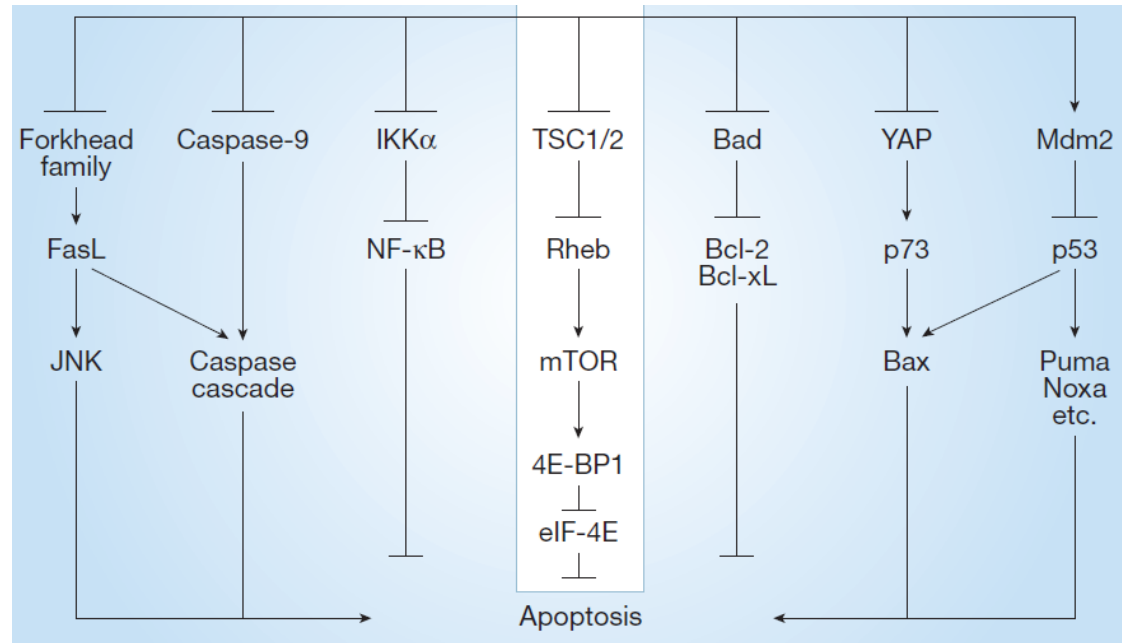 Forkhead
family
Caspase-9
IKKα
TSC1/2
Bad
YAP
Mdm2
FasL
NF-κB
Rheb
Bcl-2
Bcl-xL
p73
p53
JNK
Caspase
cascade
mTOR
Bax
Puma
Noxa
etc.
4E-BP1
eIF-4E
Apoptosis